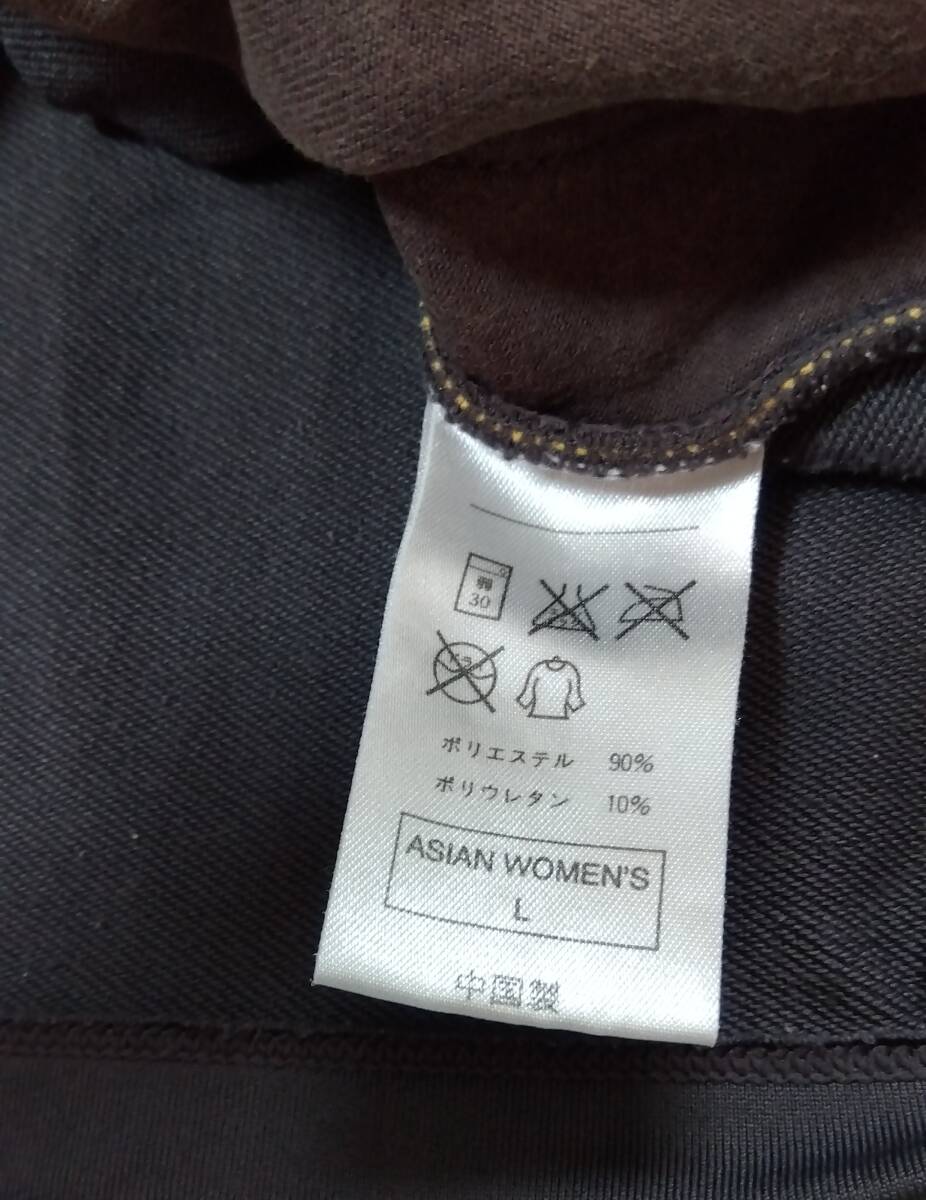 弱
30
ポリエステル 90%
ポリウレタン 10%
ASIAN WOMEN'S
L
中国製